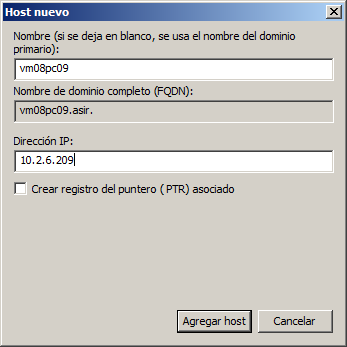 Host nuevo
Nombre (si se deja en blanco, se usa el nombre del dominio
primario):
vm08pc09
Nombre de dominio completo (FQDN):
vm08pc09.asir.
Dirección IP:
10.2.6.209
Crear registro del puntero (PTR) asociado
Agregar host
Cancelar